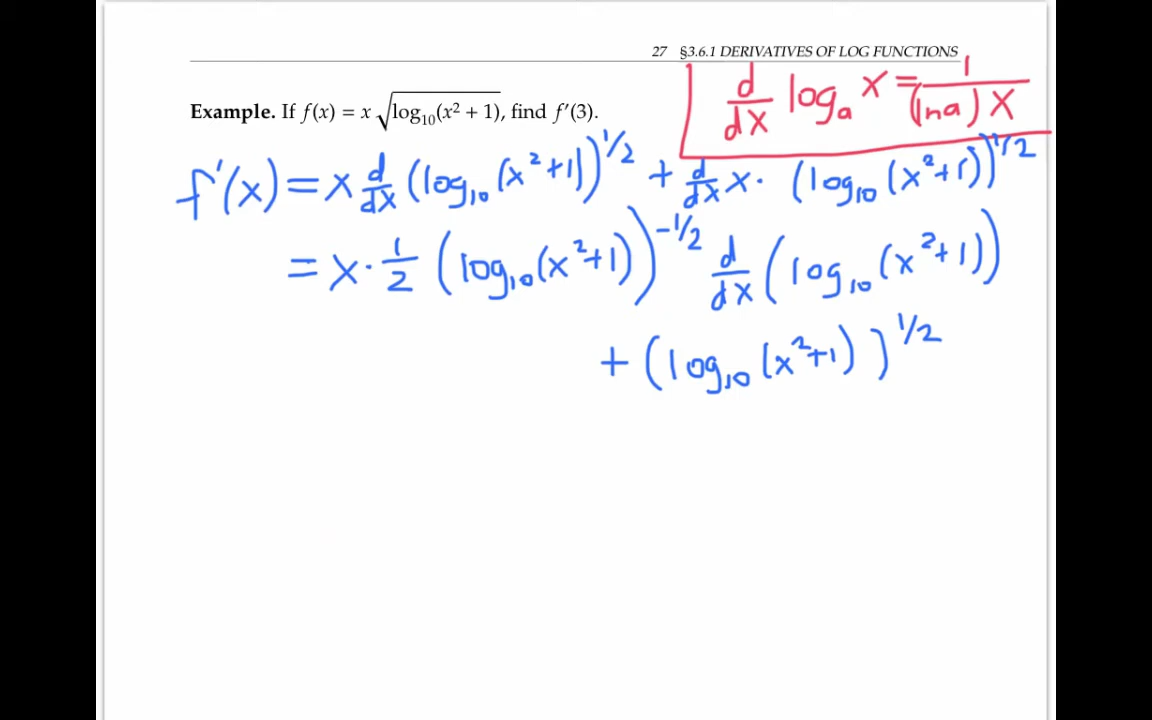 27 §3.6.1 DERIVATIVES OF LOG FUNCTIONS
d/dx logₐ x = 1/((ln a) x)
Example. If f(x) = x √(log₁₀(x² + 1)), find f′(3).
f'(x) = x d/dx (log₁₀ (x²+1))^1/2 + d/dx x · (log₁₀ (x²+1))^1/2
= x · 1/2 (log₁₀(x²+1))^-1/2 d/dx (log₁₀ (x²+1))
+ (log₁₀ (x²+1))^1/2